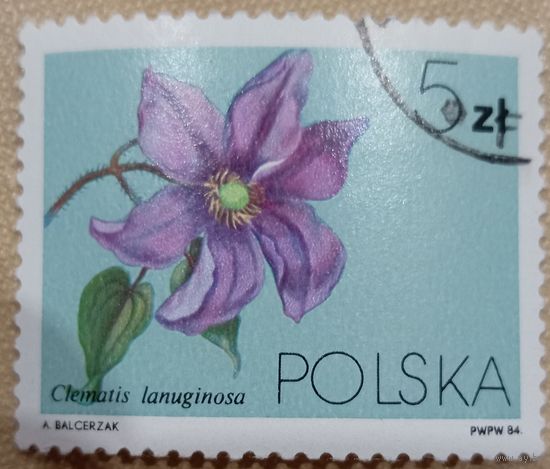 5 zł
Clematis lanuginosa
POLSKA
A. BALCERZAK
PWPW 84.